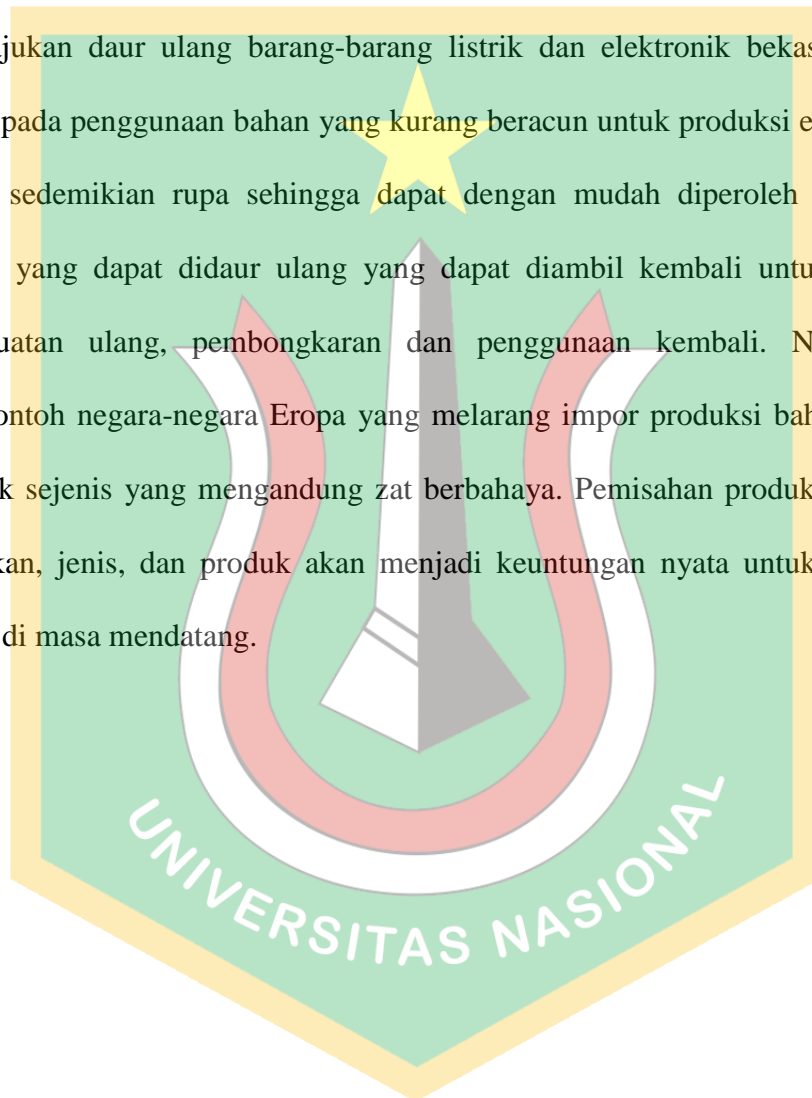 jukan daur ulang barang-barang listrik dan elektronik bekas
pada penggunaan bahan yang kurang beracun untuk produksi e
sedemikian rupa sehingga dapat dengan mudah diperoleh
yang dapat didaur ulang yang dapat diambil kembali untu
uatan ulang, pembongkaran dan penggunaan kembali. N
ontoh negara-negara Eropa yang melarang impor produksi bah
k sejenis yang mengandung zat berbahaya. Pemisahan produk
kan, jenis, dan produk akan menjadi keuntungan nyata untuk
di masa mendatang.
UNIVERSITAS NASIONAL